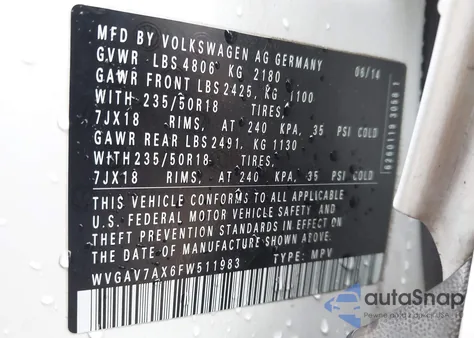 MFD BY VOLKSWAGEN AG GERMANY 06/14
GVWR LBS 4806 KG 2180
GAWR FRONT LBS 2425, KG 1100
WITH 235/50R18 TIRES,
7JX18 RIMS, AT 240 KPA, 35 PSI COLD
GAWR REAR LBS 2491, KG 1130
WITH 235/50R18 TIRES,
7JX18 RIMS, AT 240 KPA, 35 PSI COLD
THIS VEHICLE CONFORMS TO ALL APPLICABLE
U.S. FEDERAL MOTOR VEHICLE SAFETY AND
THEFT PREVENTION STANDARDS IN EFFECT ON
THE DATE OF MANUFACTURE SHOWN ABOVE.
WVGAV7AX6FW511983 TYPE: MPV
autoSnap